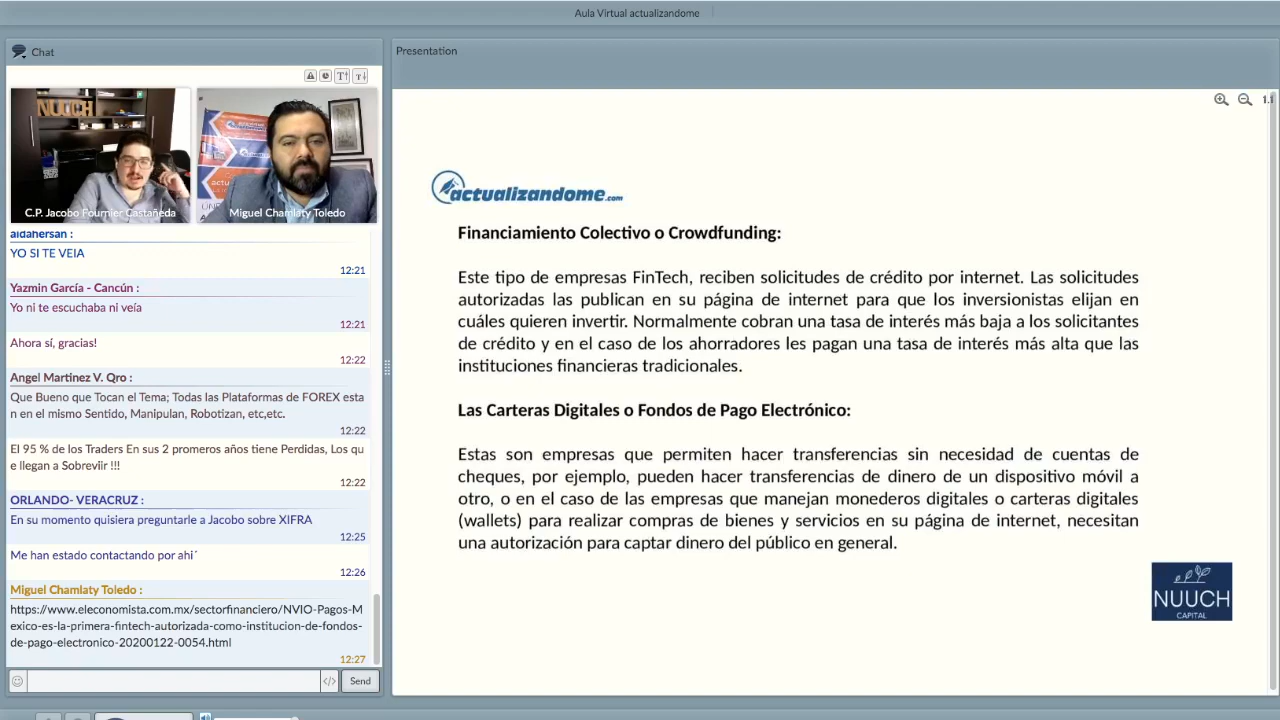 Aula Virtual actualizandome
Chat
NUUCH
C.P. Jacobo Fournier Castañeda
Miguel Chamlaty Toledo
aidahersan :
YO SI TE VEIA
12:21
Yazmin García - Cancún :
Yo ni te escuchaba ni veía
12:21
Ahora sí, gracias!
12:22
Angel Martinez V. Qro :
Que Bueno que Tocan el Tema; Todas las Plataformas de FOREX esta
n en el mismo Sentido, Manipulan, Robotizan, etc,etc.
12:22
El 95 % de los Traders En sus 2 promeros años tiene Perdidas, Los qu
e llegan a Sobreviir !!!
12:22
ORLANDO- VERACRUZ :
En su momento quisiera preguntarle a Jacobo sobre XIFRA
12:25
Me han estado contactando por ahi´
12:26
Miguel Chamlaty Toledo :
https://www.eleconomista.com.mx/sectorfinanciero/NVIO-Pagos-M
exico-es-la-primera-fintech-autorizada-como-institucion-de-fondos-
de-pago-electronico-20200122-0054.html
12:27
Send
Presentation
actualizandome.com
Financiamiento Colectivo o Crowdfunding:
Este tipo de empresas FinTech, reciben solicitudes de crédito por internet. Las solicitudes
autorizadas las publican en su página de internet para que los inversionistas elijan en
cuáles quieren invertir. Normalmente cobran una tasa de interés más baja a los solicitantes
de crédito y en el caso de los ahorradores les pagan una tasa de interés más alta que las
instituciones financieras tradicionales.
Las Carteras Digitales o Fondos de Pago Electrónico:
Estas son empresas que permiten hacer transferencias sin necesidad de cuentas de
cheques, por ejemplo, pueden hacer transferencias de dinero de un dispositivo móvil a
otro, o en el caso de las empresas que manejan monederos digitales o carteras digitales
(wallets) para realizar compras de bienes y servicios en su página de internet, necesitan
una autorización para captar dinero del público en general.
NUUCH
CAPITAL